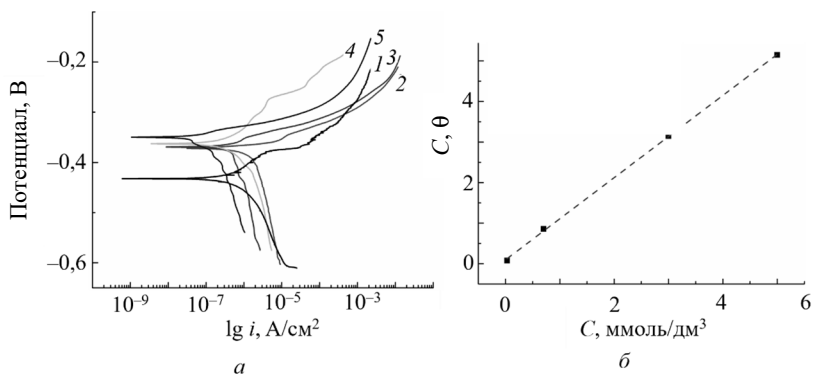 Потенциал, В
–0,2
–0,4
–0,6
10⁻⁹ 10⁻⁷ 10⁻⁵ 10⁻³
lg i, А/см²
4 5 3 1 2
а
C, θ
4
2
0
0 2 4 6
C, ммоль/дм³
б